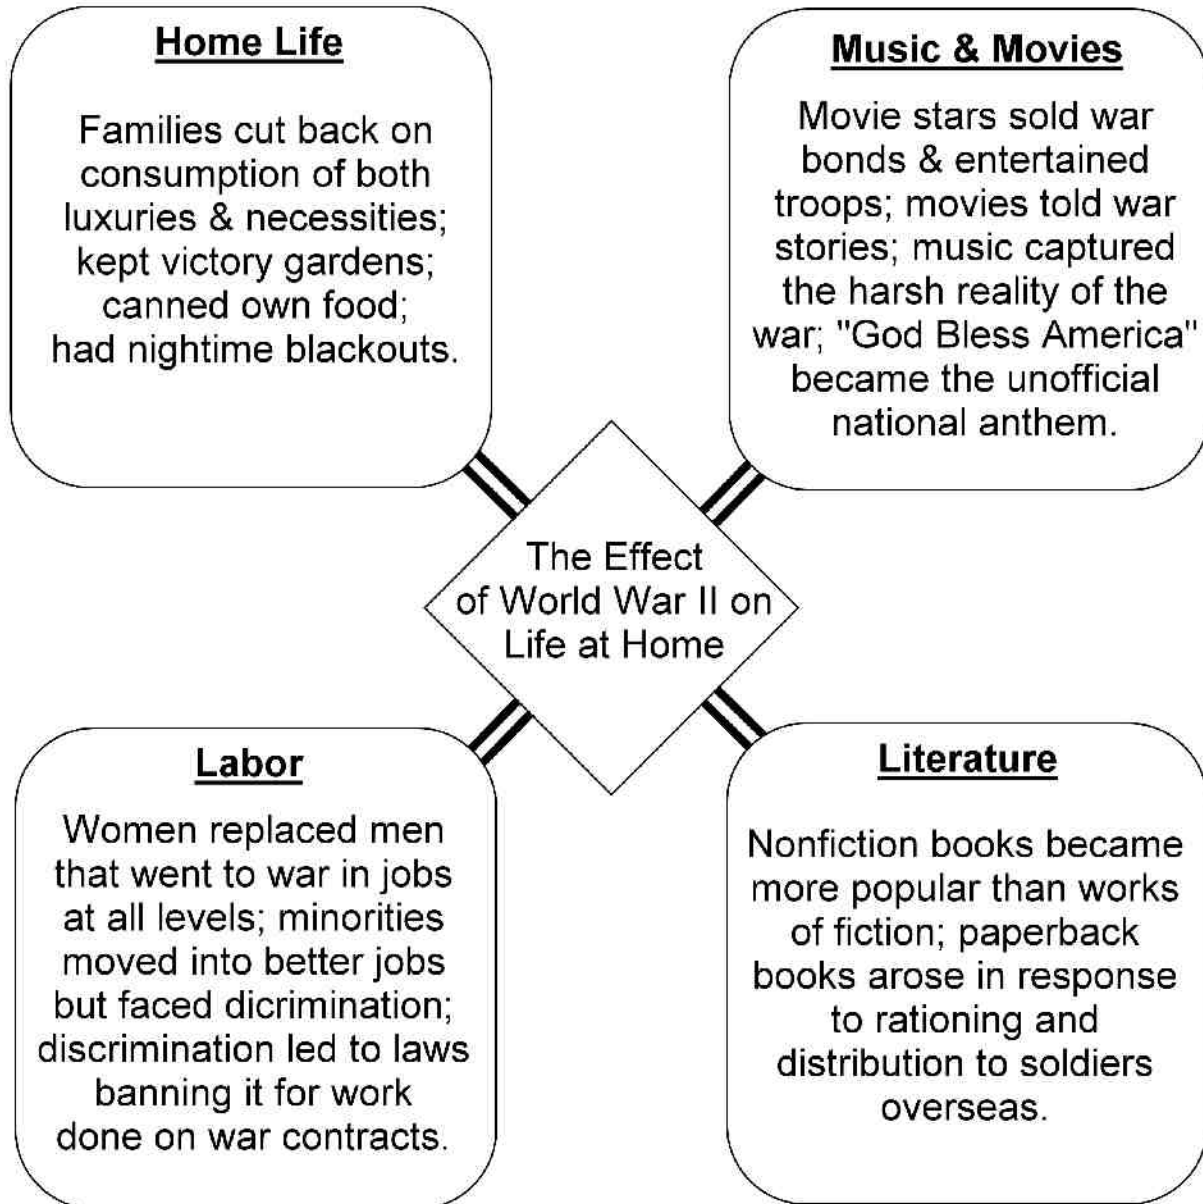 Home Life
Families cut back on
consumption of both
luxuries & necessities;
kept victory gardens;
canned own food;
had nightime blackouts.
Music & Movies
Movie stars sold war
bonds & entertained
troops; movies told war
stories; music captured
the harsh reality of the
war; "God Bless America"
became the unofficial
national anthem.
The Effect
of World War II on
Life at Home
Labor
Women replaced men
that went to war in jobs
at all levels; minorities
moved into better jobs
but faced dicrimination;
discrimination led to laws
banning it for work
done on war contracts.
Literature
Nonfiction books became
more popular than works
of fiction; paperback
books arose in response
to rationing and
distribution to soldiers
overseas.